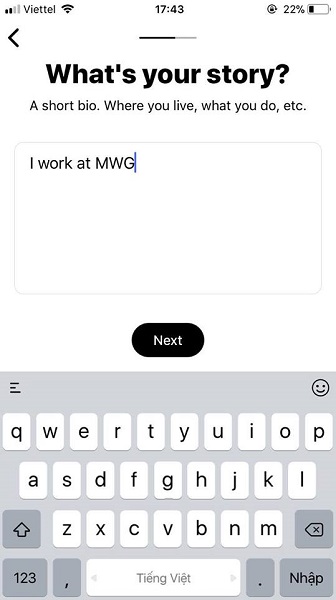 Viettel 17:43 22%
What's your story?
A short bio. Where you live, what you do, etc.
I work at MWG
Next
q w e r t y u i o p
a s d f g h j k l
z x c v b n m
123 , Tiếng Việt . Nhập